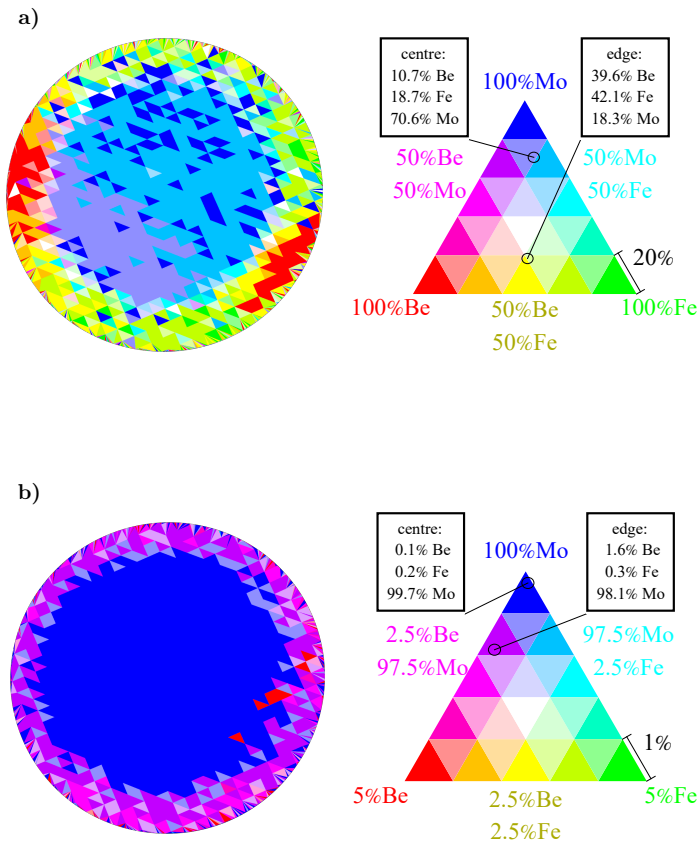 a)
centre:
10.7% Be
18.7% Fe
70.6% Mo
edge:
39.6% Be
42.1% Fe
18.3% Mo
100%Mo
50%Be
50%Mo
50%Mo
50%Fe
20%
100%Be
50%Be
50%Fe
100%Fe
b)
centre:
0.1% Be
0.2% Fe
99.7% Mo
edge:
1.6% Be
0.3% Fe
98.1% Mo
100%Mo
2.5%Be
97.5%Mo
97.5%Mo
2.5%Fe
1%
5%Be
2.5%Be
2.5%Fe
5%Fe